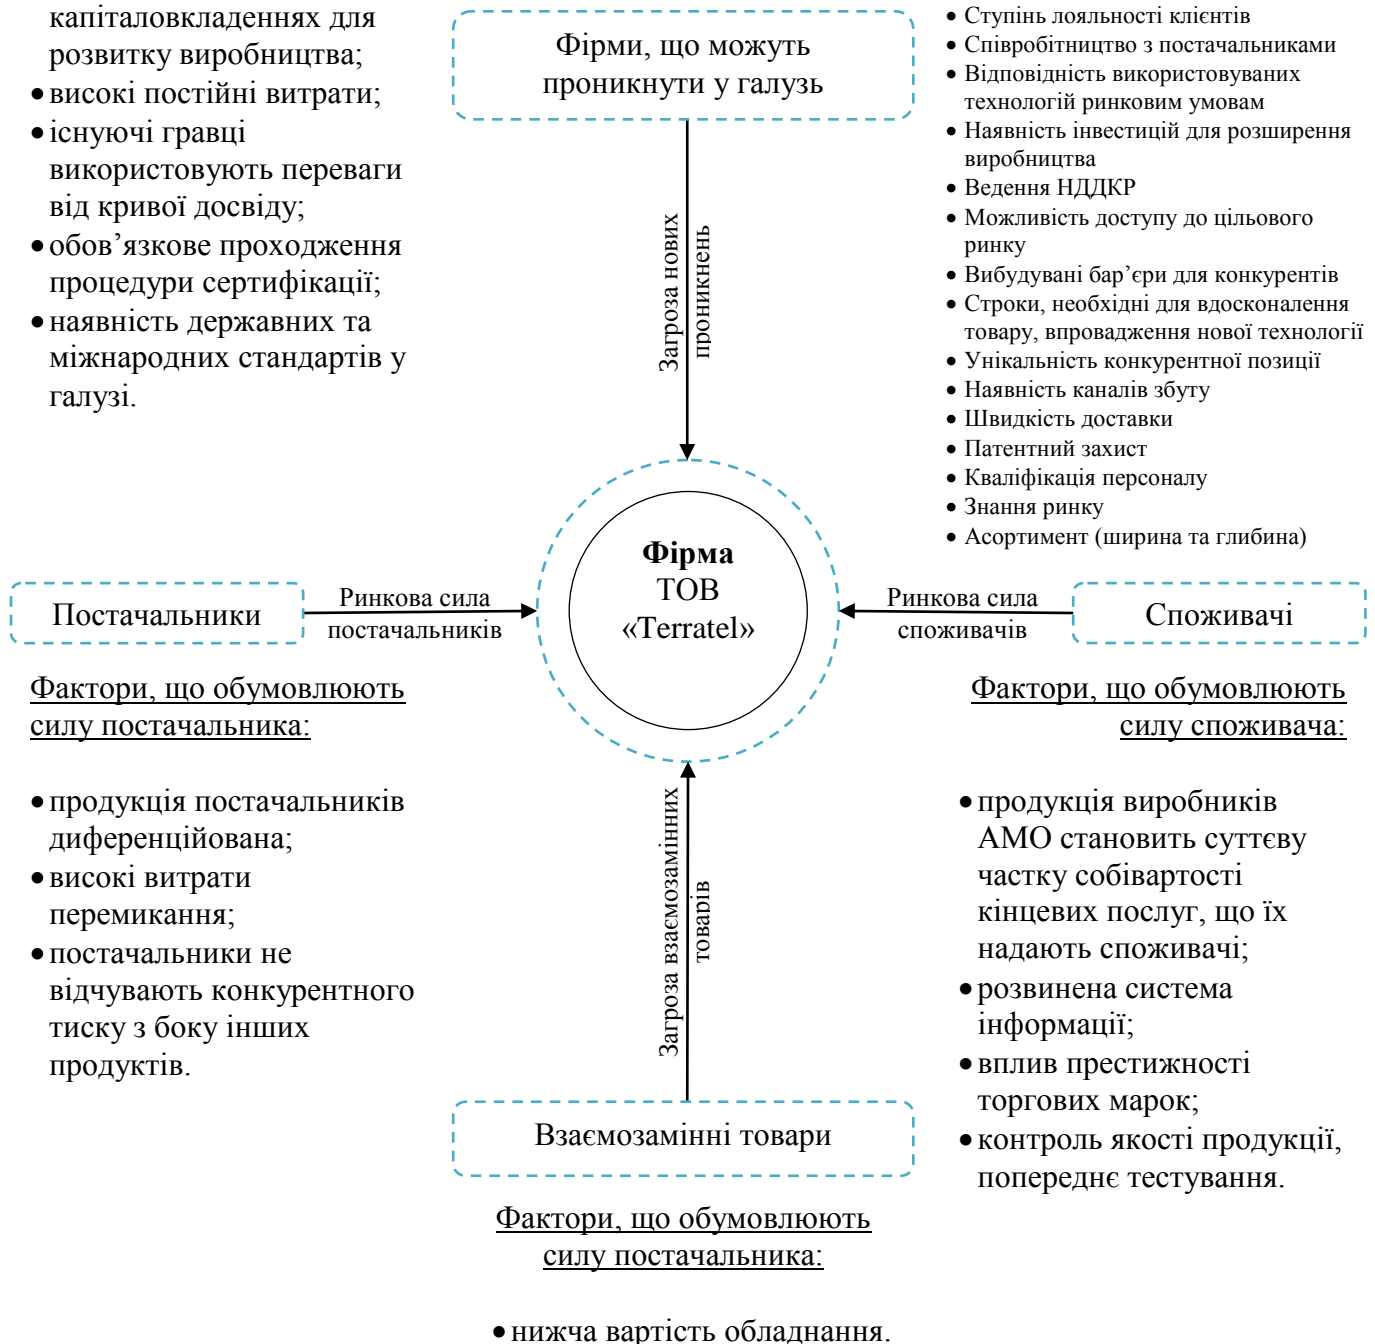 капіталовкладеннях для
розвитку виробництва;
• високі постійні витрати;
• існуючі гравці
використовують переваги
від кривої досвіду;
• обов’язкове проходження
процедури сертифікації;
• наявність державних та
міжнародних стандартів у
галузі.
Фірми, що можуть
проникнути у галузь
• Ступінь лояльності клієнтів
• Співробітництво з постачальниками
• Відповідність використовуваних
технологій ринковим умовам
• Наявність інвестицій для розширення
виробництва
• Ведення НДДКР
• Можливість доступу до цільового
ринку
• Вибудувані бар’єри для конкурентів
• Строки, необхідні для вдосконалення
товару, впровадження нової технології
• Унікальність конкурентної позиції
• Наявність каналів збуту
• Швидкість доставки
• Патентний захист
• Кваліфікація персоналу
• Знання ринку
• Асортимент (ширина та глибина)
Загроза нових
проникнень
Постачальники
Ринкова сила
постачальників
Фірма
ТОВ
«Terratel»
Ринкова сила
споживачів
Споживачі
Фактори, що обумовлюють
силу постачальника:
• продукція постачальників
диференційована;
• високі витрати
перемикання;
• постачальники не
відчувають конкурентного
тиску з боку інших
продуктів.
Загроза взаємозамінних
товарів
Фактори, що обумовлюють
силу споживача:
• продукція виробників
АМО становить суттєву
частку собівартості
кінцевих послуг, що їх
надають споживачі;
• розвинена система
інформації;
• вплив престижності
торгових марок;
• контроль якості продукції,
попереднє тестування.
Взаємозамінні товари
Фактори, що обумовлюють
силу постачальника:
• нижча вартість обладнання.